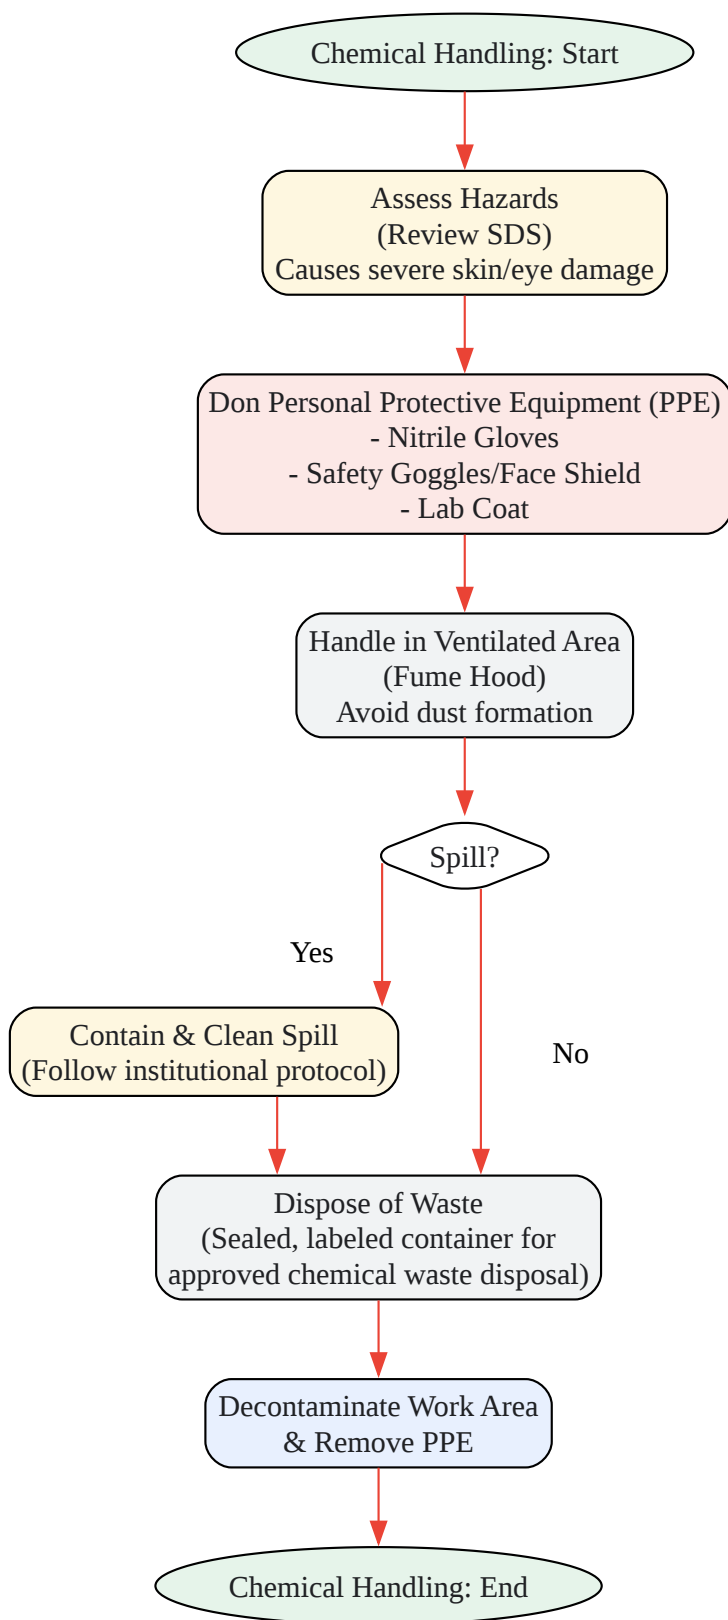 Chemical Handling: Start
Assess Hazards
(Review SDS)
Causes severe skin/eye damage
Don Personal Protective Equipment (PPE)
- Nitrile Gloves
- Safety Goggles/Face Shield
- Lab Coat
Handle in Ventilated Area
(Fume Hood)
Avoid dust formation
Spill?
Yes
Contain & Clean Spill
(Follow institutional protocol)
No
Dispose of Waste
(Sealed, labeled container for
approved chemical waste disposal)
Decontaminate Work Area
& Remove PPE
Chemical Handling: End